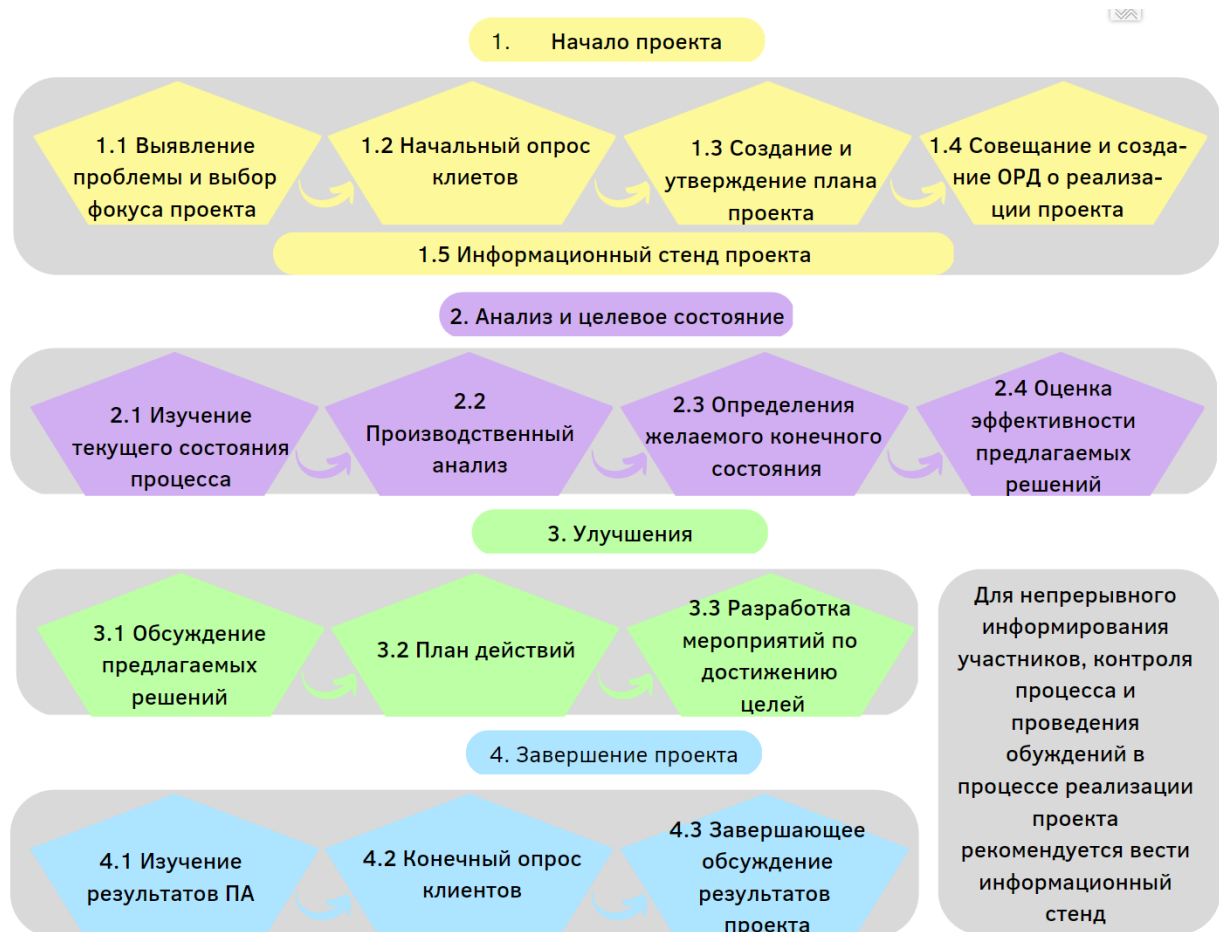 1. Начало проекта
1.1 Выявление
проблемы и выбор
фокуса проекта
1.2 Начальный опрос
клиетов
1.3 Создание и
утверждение плана
проекта
1.4 Совещание и созда-
ние ОРД о реализа-
ции проекта
1.5 Информационный стенд проекта
2. Анализ и целевое состояние
2.1 Изучение
текущего состояния
процесса
2.2
Производственный
анализ
2.3 Определения
желаемого конечного
состояния
2.4 Оценка
эффективности
предлагаемых
решений
3. Улучшения
3.1 Обсуждение
предлагаемых
решений
3.2 План действий
3.3 Разработка
мероприятий по
достижению
целей
4. Завершение проекта
4.1 Изучение
результатов ПА
4.2 Конечный опрос
клиентов
4.3 Завершающее
обсуждение
результатов
проекта
Для непрерывного
информирования
участников, контроля
процесса и
проведения
обуждений в
процессе реализации
проекта
рекомендуется вести
информационный
стенд